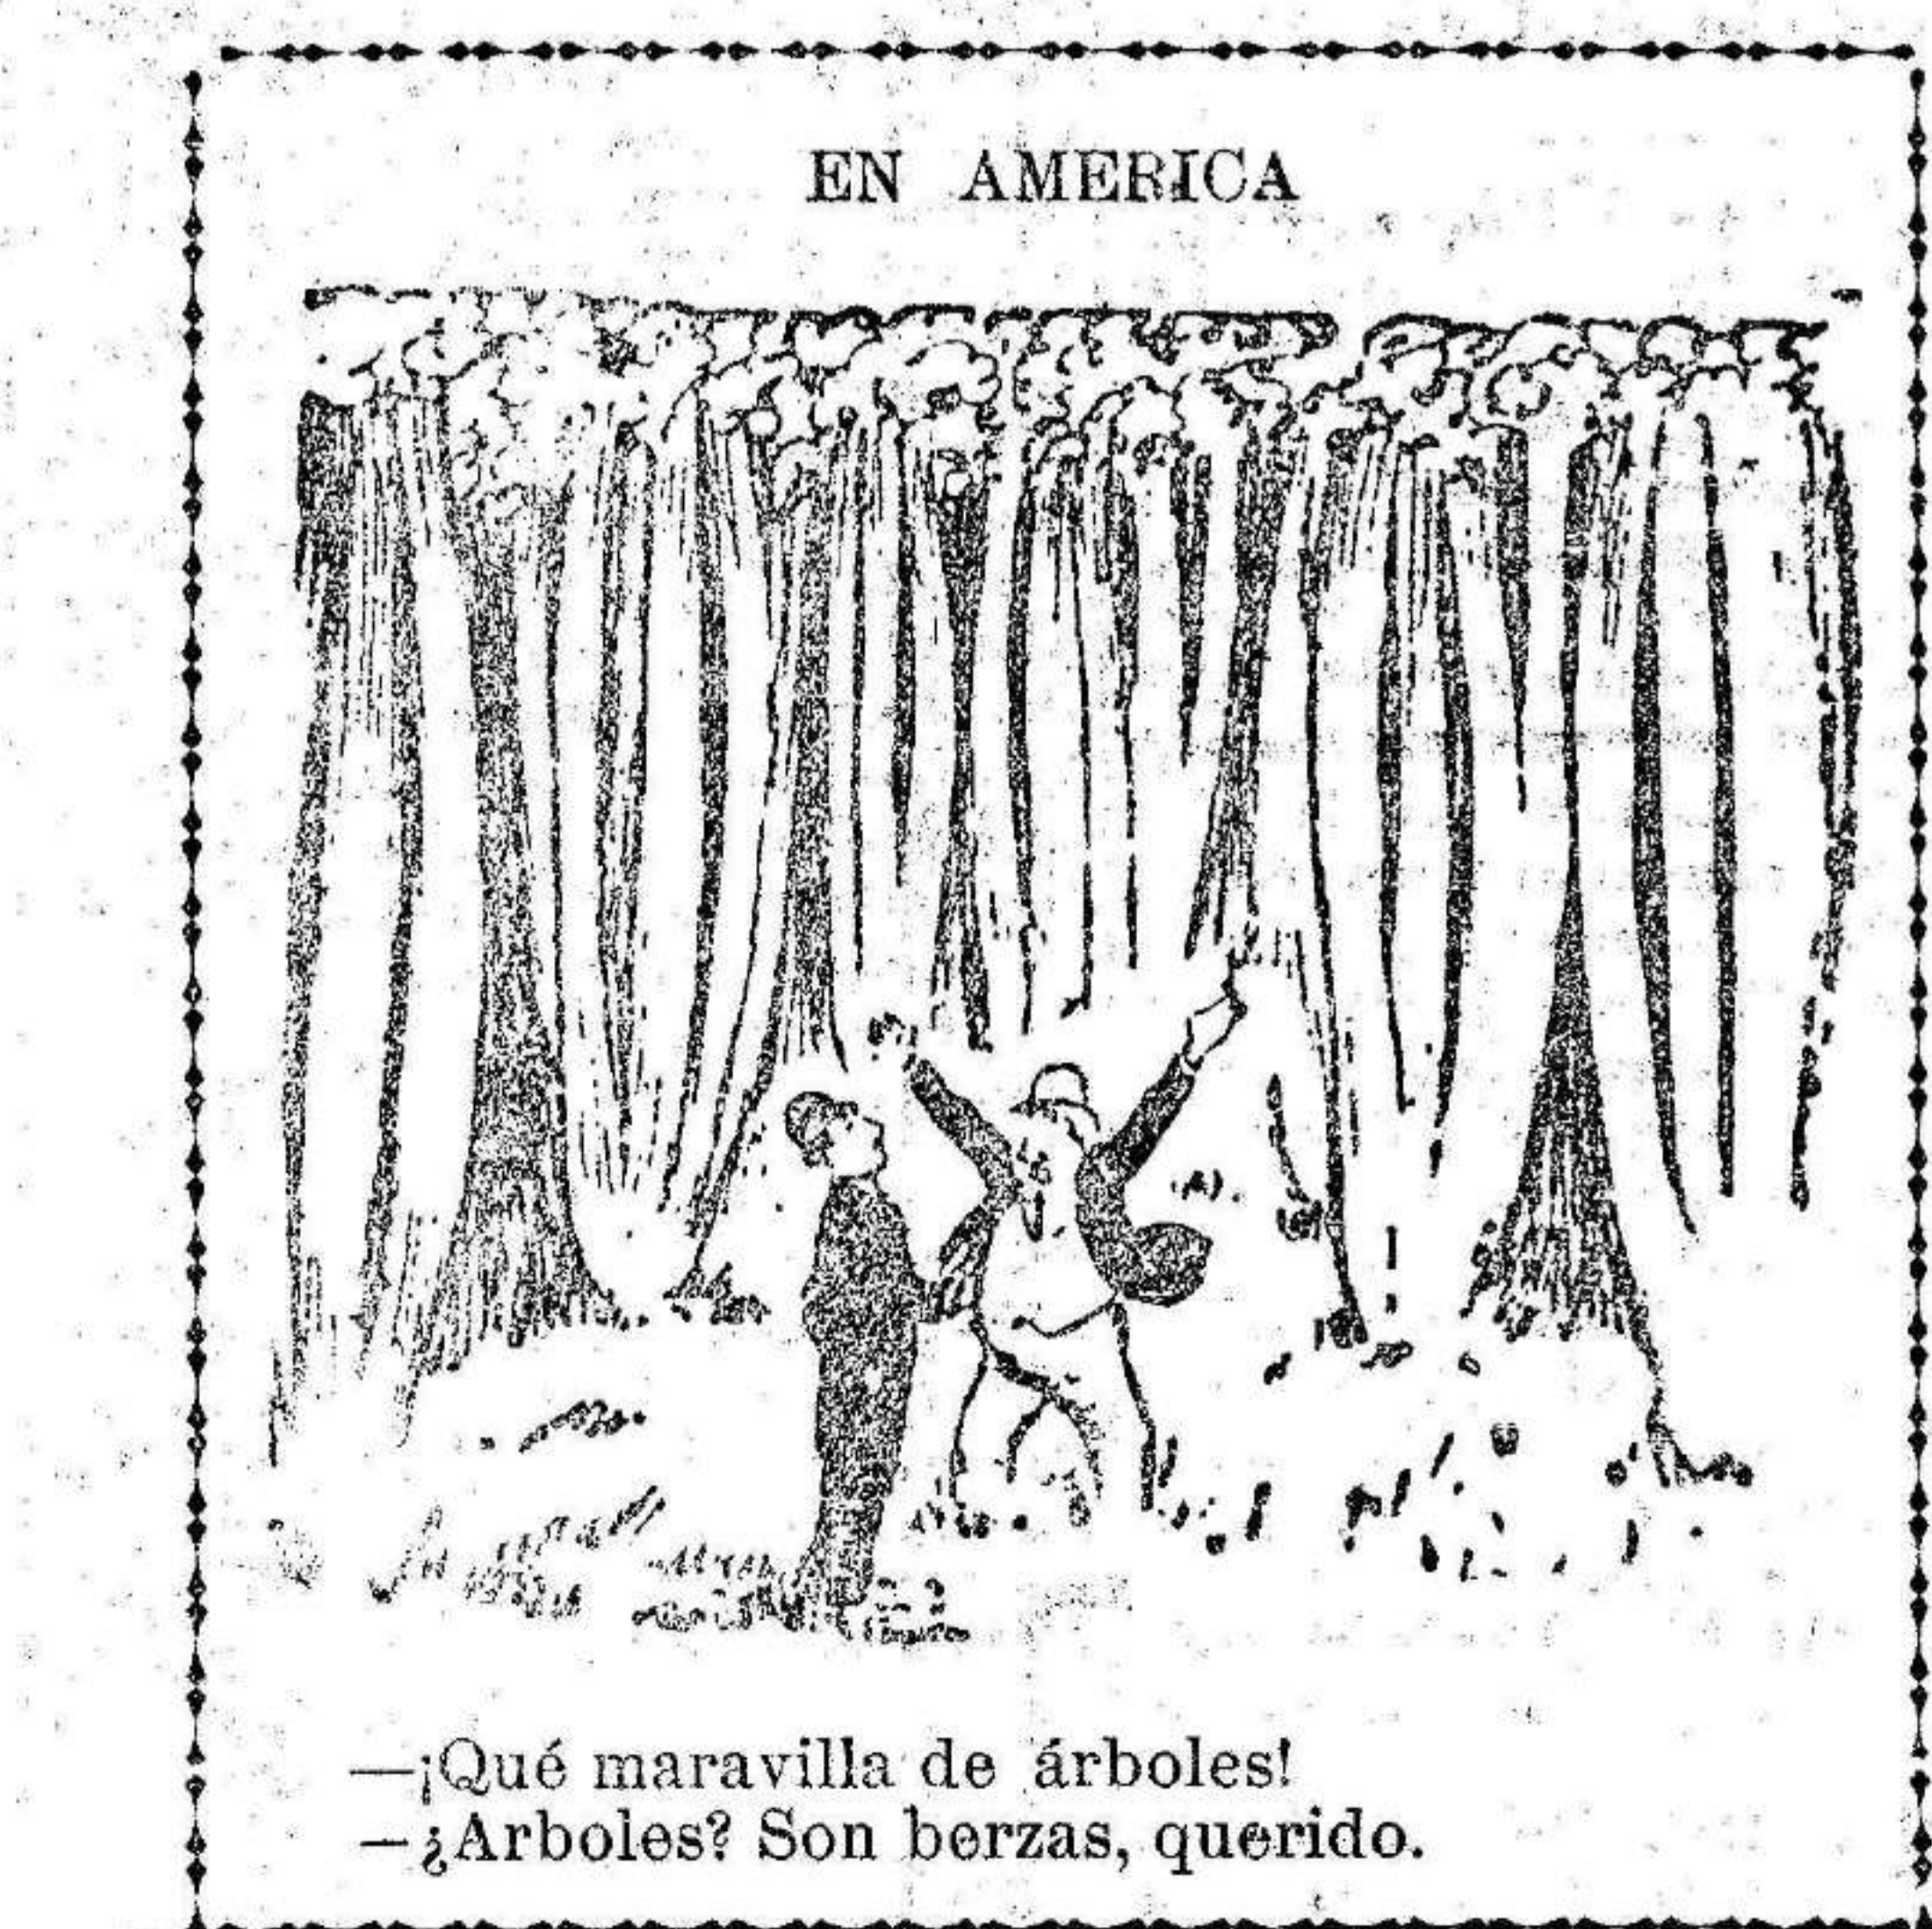 EN AMERICA
—¡Qué maravilla de árboles!
—¿Arboles? Son berzas, querido.